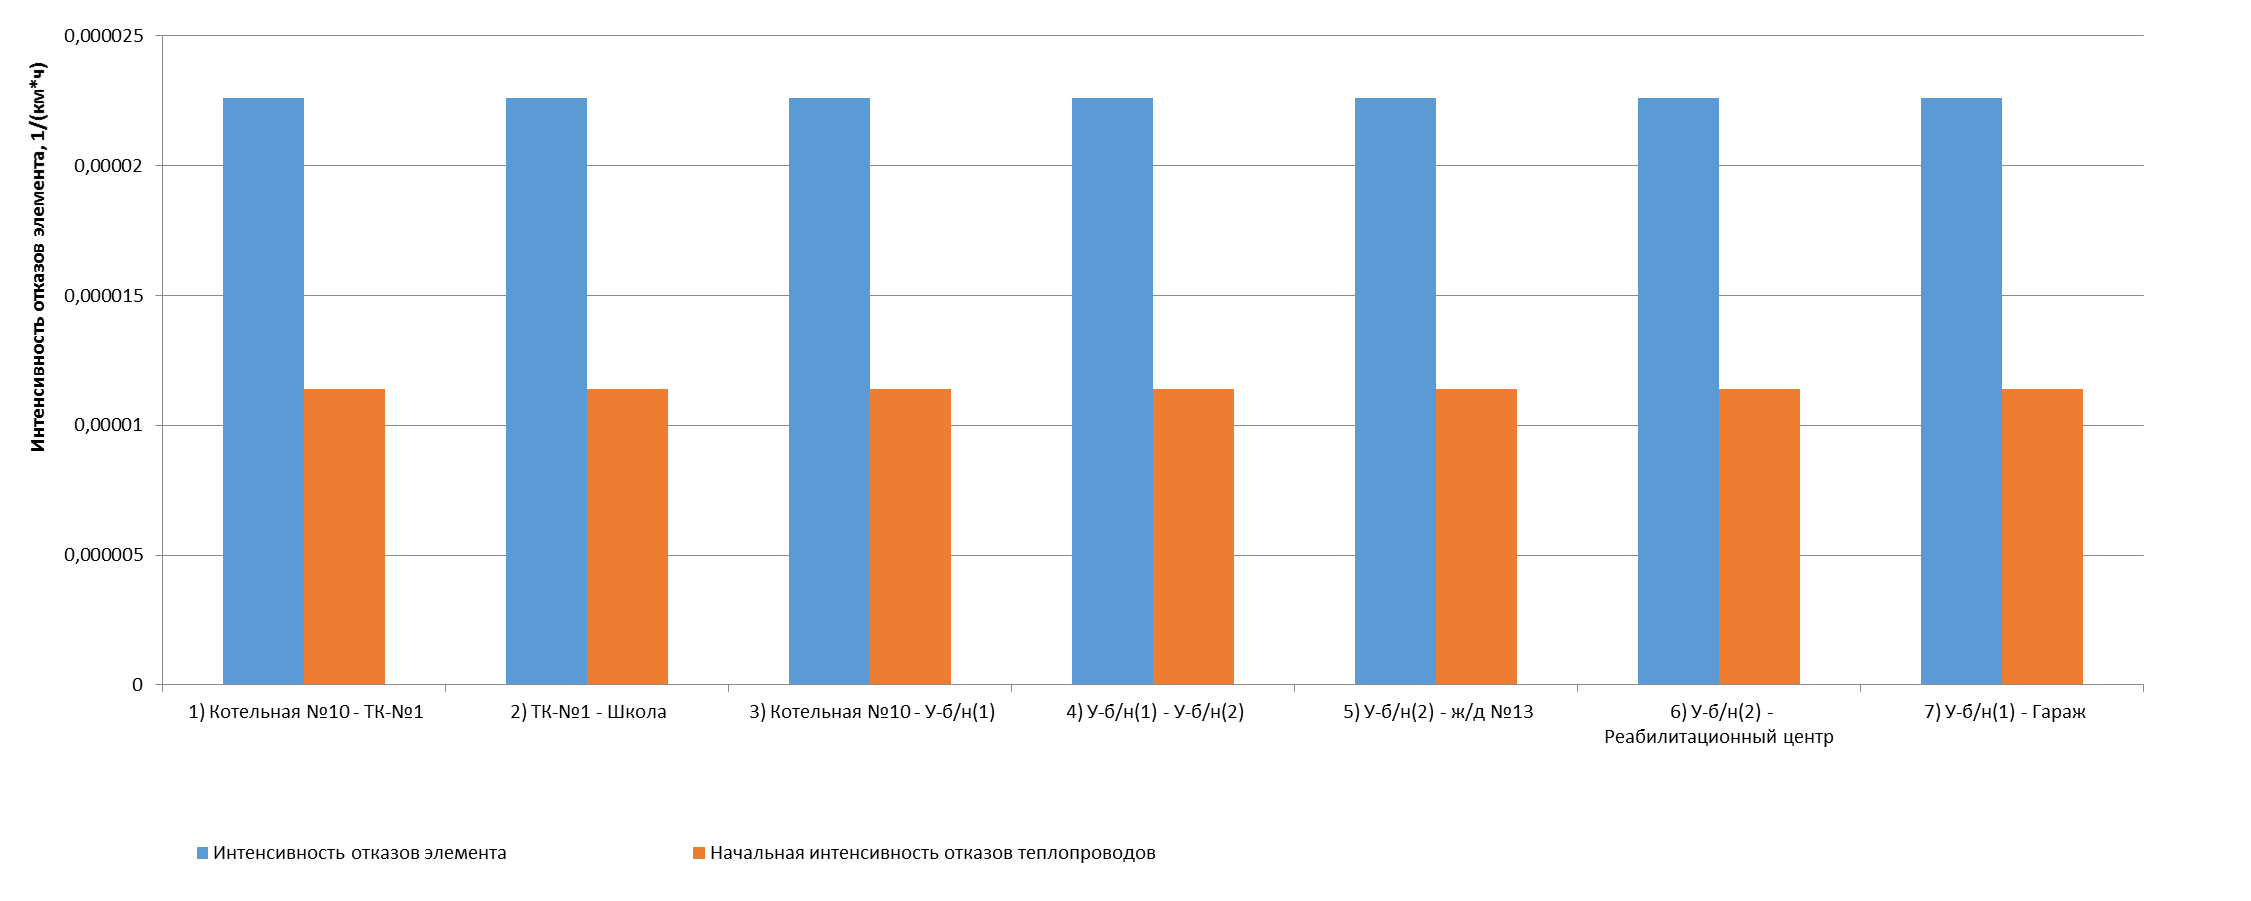 Интенсивность отказов элемента, 1/(км*ч)
0,000025
0,00002
0,000015
0,00001
0,000005
0
1) Котельная №10 - ТК-№1
2) ТК-№1 - Школа
3) Котельная №10 - У-б/н(1)
4) У-б/н(1) - У-б/н(2)
5) У-б/н(2) - ж/д №13
6) У-б/н(2) -
Реабилитационный центр
7) У-б/н(1) - Гараж
Интенсивность отказов элемента
Начальная интенсивность отказов теплопроводов